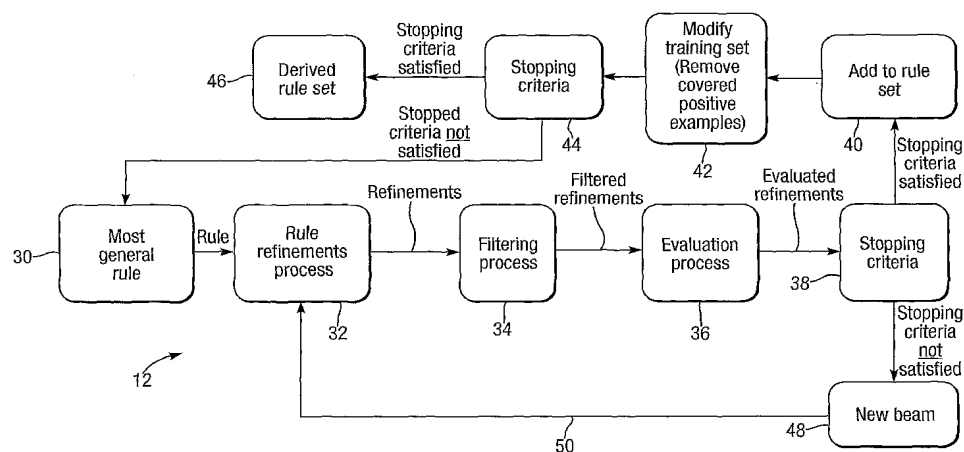 Stopping
criteria
satisfied
46
Derived
rule set
Stopping
criteria
44
Modify
training set
(Remove
covered
positive
examples)
42
Add to rule
set
40
Stopped
criteria not
satisfied
Stopping
criteria
satisfied
30
Most
general
rule
Rule
Rule
refinements
process
32
Refinements
Filtering
process
34
Filtered
refinements
Evaluation
process
36
Evaluated
refinements
Stopping
criteria
38
Stopping
criteria
not
satisfied
12
50
New beam
48